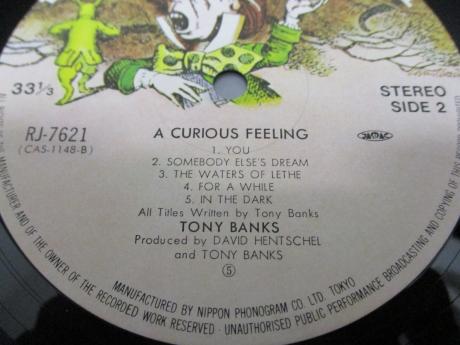 33⅓
STEREO
SIDE 2
RJ-7621
(CAS-1148-B)
A CURIOUS FEELING
JASRAC
1. YOU
2. SOMEBODY ELSE'S DREAM
3. THE WATERS OF LETHE
4. FOR A WHILE
5. IN THE DARK
All Titles Written by Tony Banks
TONY BANKS
Produced by DAVID HENTSCHEL
and TONY BANKS
5
MANUFACTURED BY NIPPON PHONOGRAM CO. LTD. TOKYO
AND OF THE OWNER OF THE RECORDED WORK RESERVED · UNAUTHORISED PUBLIC PERFORMANCE BROADCASTING AND COPYING OF THIS